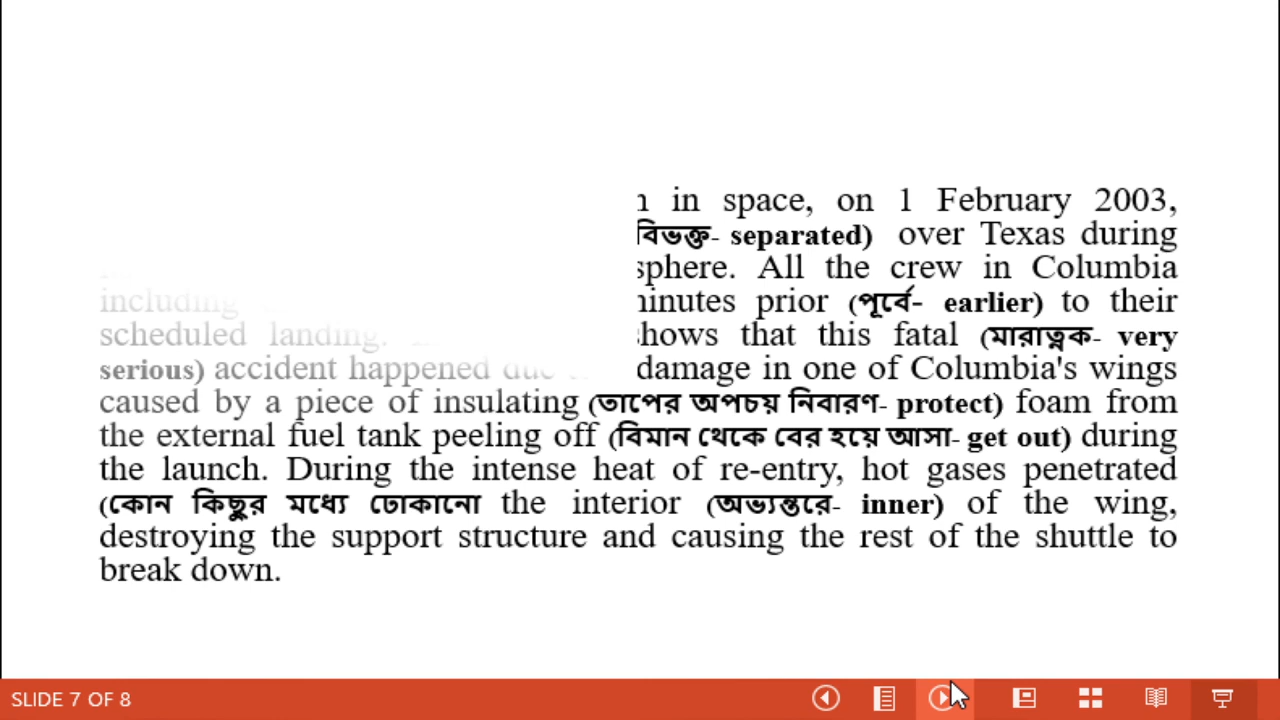 in space, on 1 February 2003,
বিভক্ত- separated) over Texas during
All the crew in Columbia
including prior (পূর্বে- earlier) to their
scheduled landing. that this fatal (মারাত্নক- very
serious) accident happened due damage in one of Columbia's wings
caused by a piece of insulating (তাপের অপচয় নিবারণ- protect) foam from
the external fuel tank peeling off (বিমান থেকে বের হয়ে আসা- get out) during
the launch. During the intense heat of re-entry, hot gases penetrated
(কোন কিছুর মধ্যে ঢোকানো the interior (অভ্যন্তরে- inner) of the wing,
destroying the support structure and causing the rest of the shuttle to
break down.
SLIDE 7 OF 8